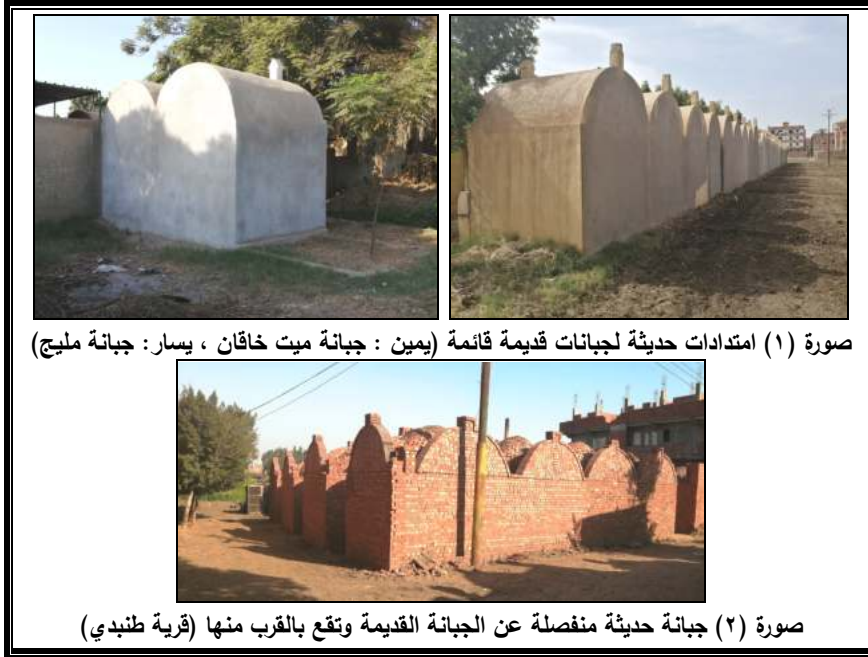 صورة (١) امتدادات حديثة لجبانات قديمة قائمة (يمين : جبانة ميت خاقان ، يسار: جبانة مليج)
صورة (٢) جبانة حديثة منفصلة عن الجبانة القديمة وتقع بالقرب منها (قرية طنبدي)